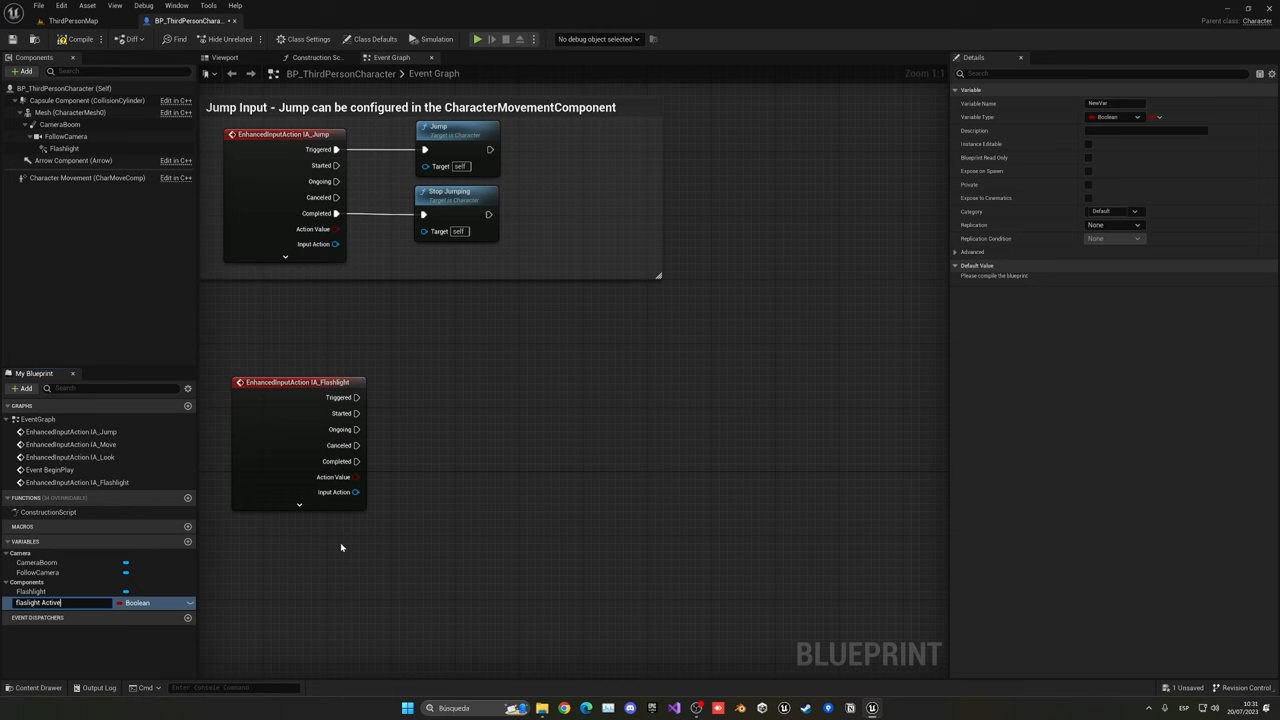 File Edit Asset View Debug Window Tools Help
ThirdPersonMap BP_ThirdPersonChara... Parent class: Character
Compile Diff Find Hide Unrelated Class Settings Class Defaults Simulation No debug object selected
Components
Viewport Construction Sc... Event Graph
Details
Add Search
BP_ThirdPersonCharacter > Event Graph
Zoom 1:1
Search
BP_ThirdPersonCharacter (Self)
Capsule Component (CollisionCylinder) Edit in C++
Mesh (CharacterMesh0) Edit in C++
CameraBoom Edit in C++
FollowCamera Edit in C++
Flashlight
Arrow Component (Arrow) Edit in C++
Character Movement (CharMoveComp) Edit in C++
Jump Input - Jump can be configured in the CharacterMovementComponent
EnhancedInputAction IA_Jump
Triggered
Started
Ongoing
Canceled
Completed
Action Value
Input Action
Jump
Target is Character
Target self
Stop Jumping
Target is Character
Target self
EnhancedInputAction IA_Flashlight
Triggered
Started
Ongoing
Canceled
Completed
Action Value
Input Action
Variable
Variable Name NewVar
Variable Type Boolean
Description
Instance Editable
Blueprint Read Only
Expose on Spawn
Private
Expose to Cinematics
Category Default
Replication None
Replication Condition None
Advanced
Default Value
Please compile the blueprint
My Blueprint
Add Search
GRAPHS
EventGraph
EnhancedInputAction IA_Jump
EnhancedInputAction IA_Move
EnhancedInputAction IA_Look
Event BeginPlay
EnhancedInputAction IA_Flashlight
FUNCTIONS (34 OVERRIDABLE)
ConstructionScript
MACROS
VARIABLES
Camera
CameraBoom
FollowCamera
Components
Flashlight
flaslight Active Boolean
EVENT DISPATCHERS
BLUEPRINT
Content Drawer Output Log Cmd Enter Console Command 1 Unsaved Revision Control
Búsqueda
ESP
10:31
20/07/2023